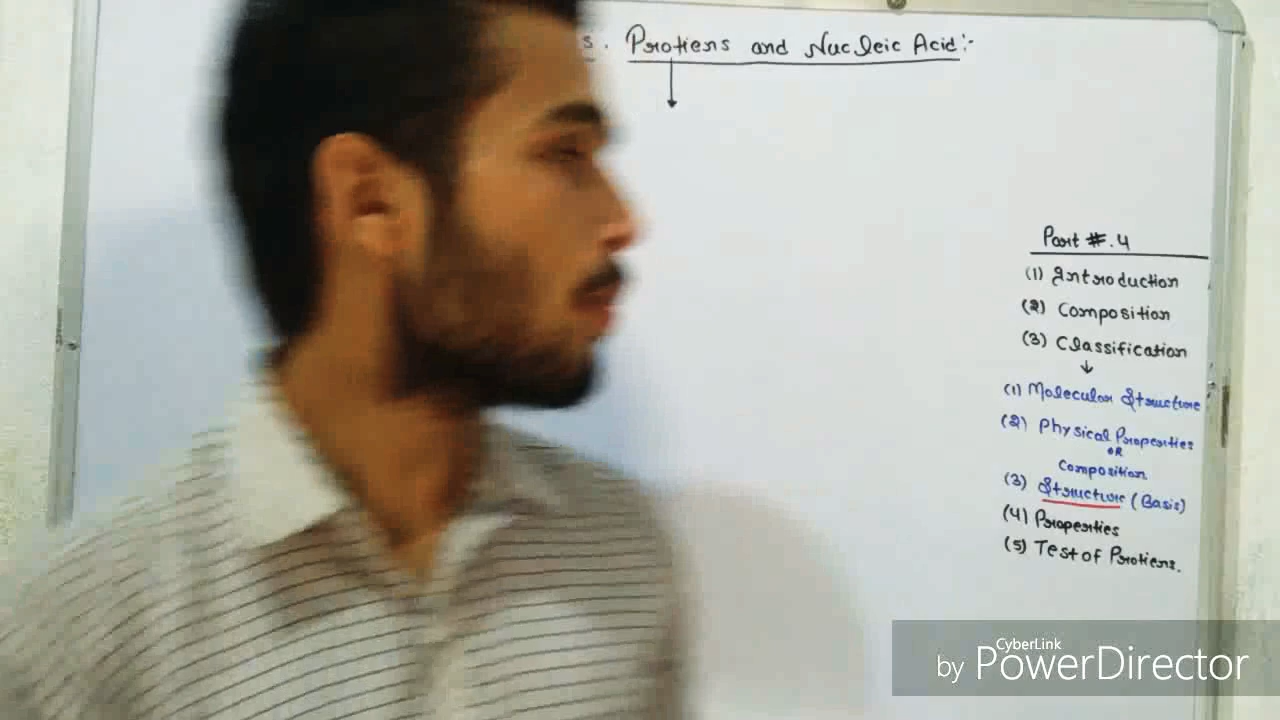 s. Protiens and Nucleic Acid:-
Part #.4
(1) Introduction
(2) Composition
(3) Classification
(1) Molecular Structure
(2) Physical Properties
OR
Composition
(3) Structure (Basis)
(4) Properties
(5) Test of Protiens.
CyberLink
by PowerDirector